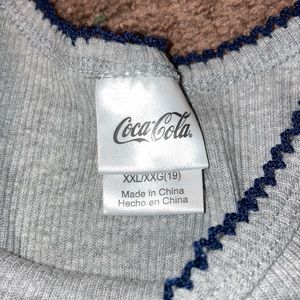 Coca-Cola
XXL/XXG(19)
Made in China
Hecho en China